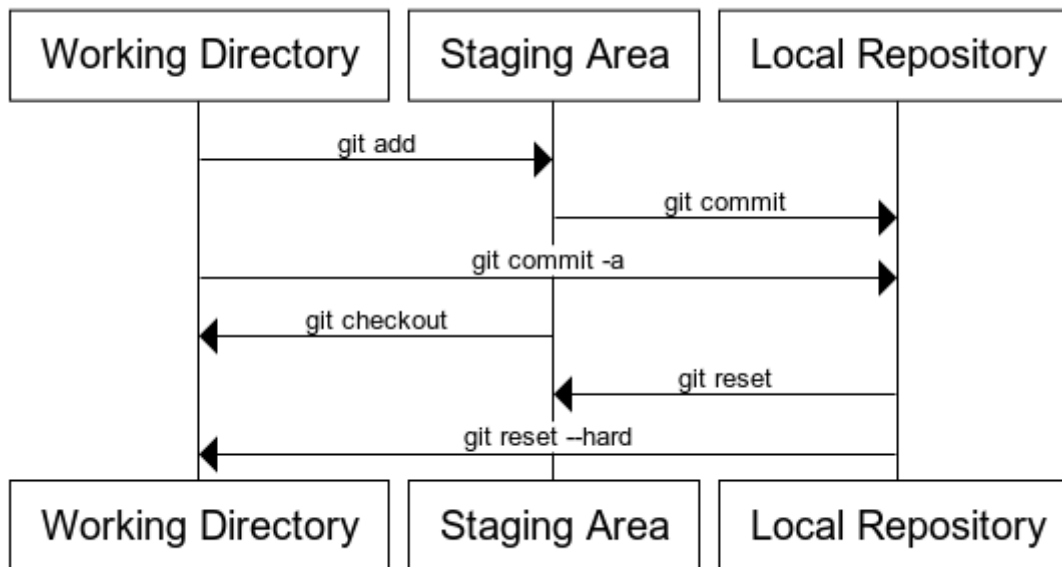 Working Directory
Staging Area
Local Repository
git add
git commit
git commit -a
git checkout
git reset
git reset --hard
Working Directory
Staging Area
Local Repository